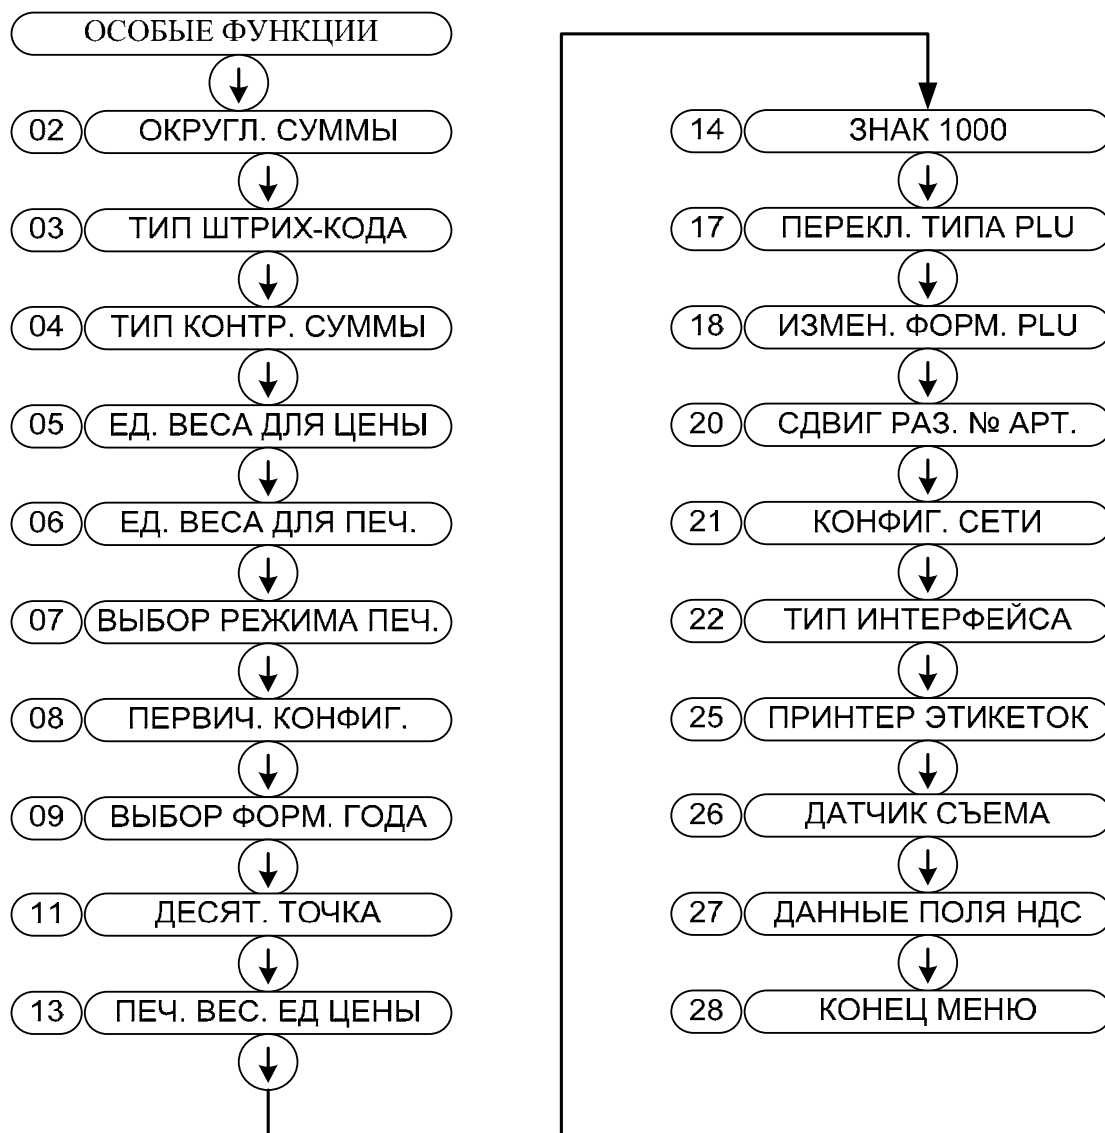 ОСОБЫЕ ФУНКЦИИ
02 ОКРУГЛ. СУММЫ
03 ТИП ШТРИХ-КОДА
04 ТИП КОНТР. СУММЫ
05 ЕД. ВЕСА ДЛЯ ЦЕНЫ
06 ЕД. ВЕСА ДЛЯ ПЕЧ.
07 ВЫБОР РЕЖИМА ПЕЧ.
08 ПЕРВИЧ. КОНФИГ.
09 ВЫБОР ФОРМ. ГОДА
11 ДЕСЯТ. ТОЧКА
13 ПЕЧ. ВЕС. ЕД ЦЕНЫ
14 ЗНАК 1000
17 ПЕРЕКЛ. ТИПА PLU
18 ИЗМЕН. ФОРМ. PLU
20 СДВИГ РАЗ. № АРТ.
21 КОНФИГ. СЕТИ
22 ТИП ИНТЕРФЕЙСА
25 ПРИНТЕР ЭТИКЕТОК
26 ДАТЧИК СЪЕМА
27 ДАННЫЕ ПОЛЯ НДС
28 КОНЕЦ МЕНЮ